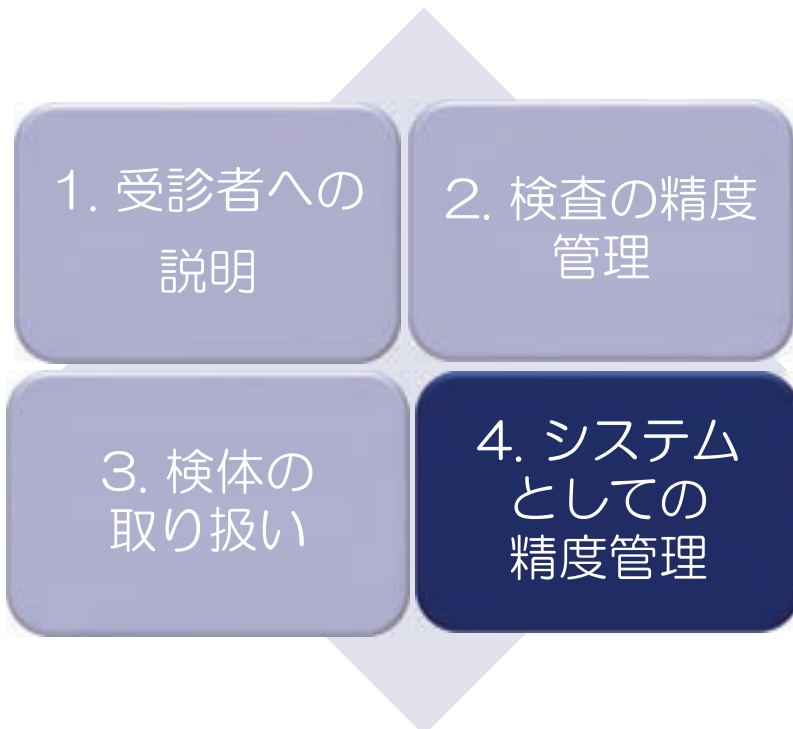 1. 受診者への
説明
2. 検査の精度
管理
3. 検体の
取り扱い
4. システム
としての
精度管理